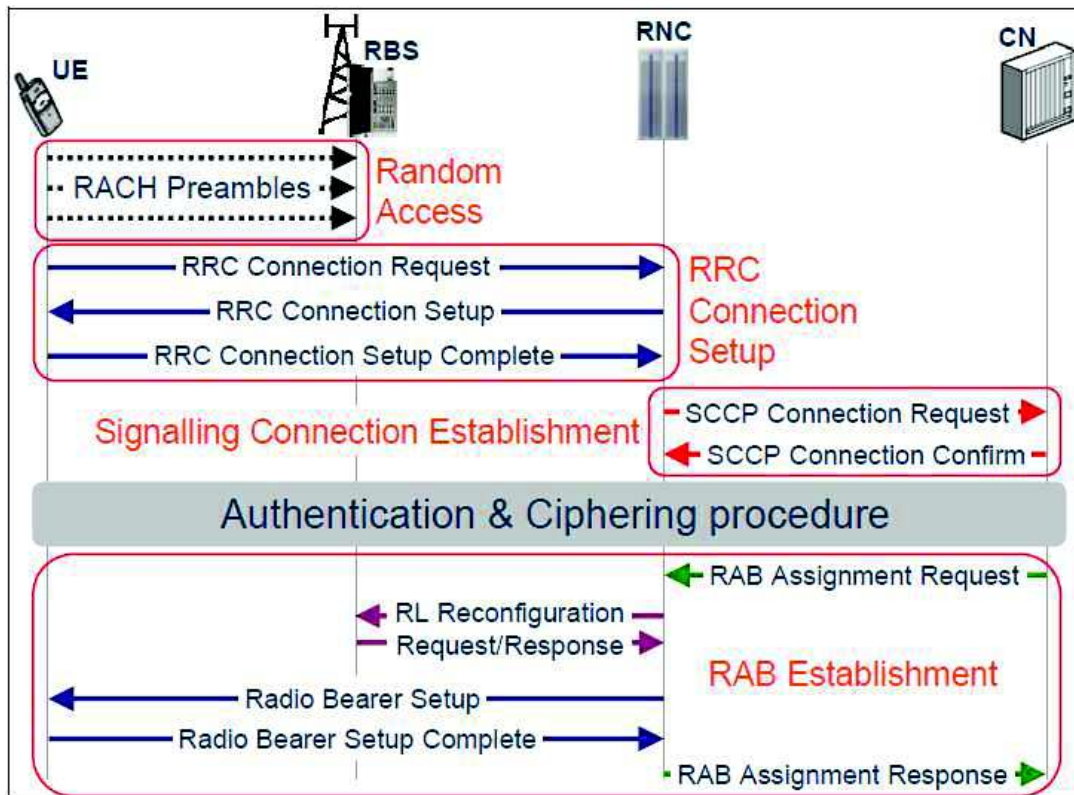 UE
RBS
RNC
CN
RACH Preambles
Random
Access
RRC Connection Request
RRC Connection Setup
RRC Connection Setup Complete
RRC
Connection
Setup
Signalling Connection Establishment
SCCP Connection Request
SCCP Connection Confirm
Authentication & Ciphering procedure
RAB Assignment Request
RL Reconfiguration
Request/Response
RAB Establishment
Radio Bearer Setup
Radio Bearer Setup Complete
RAB Assignment Response